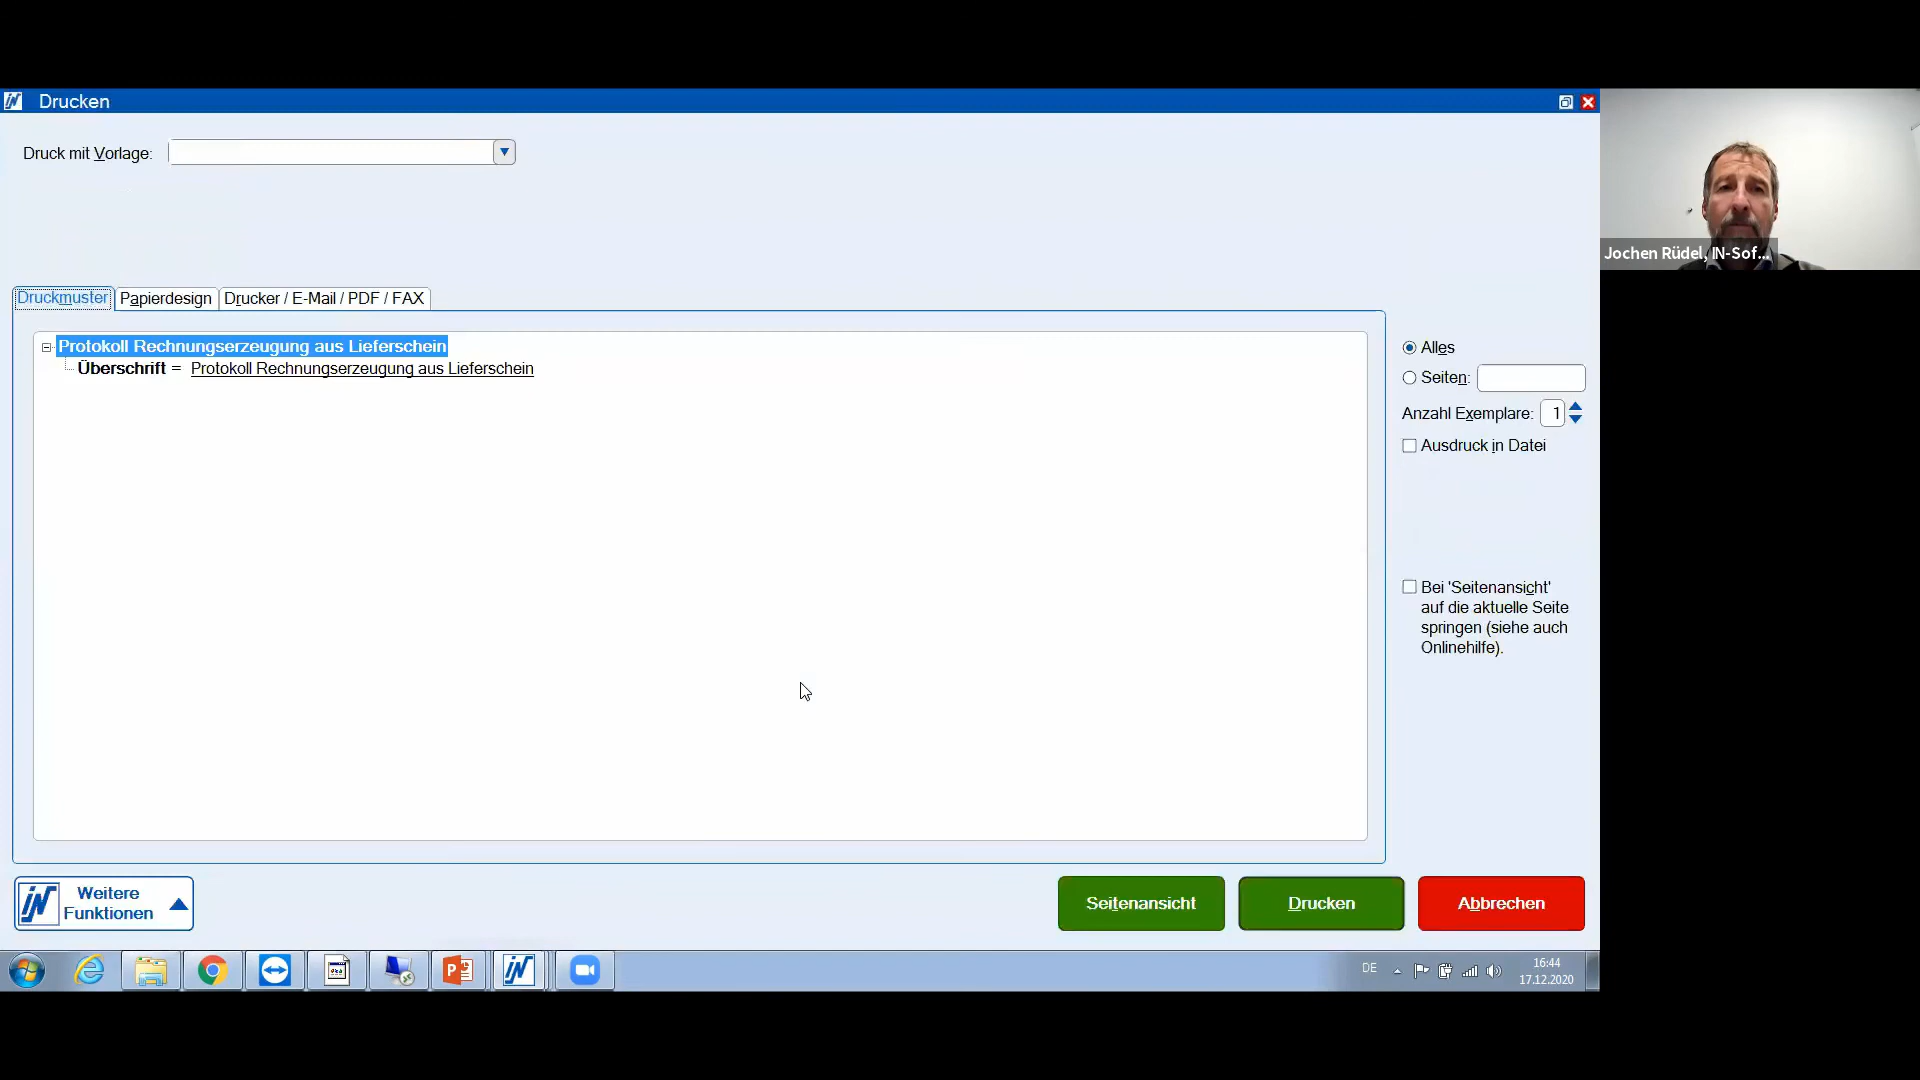 Drucken
Druck mit Vorlage:
Jochen Rüdel, IN-Sof...
Druckmuster
Papierdesign
Drucker / E-Mail / PDF / FAX
Protokoll Rechnungserzeugung aus Lieferschein
Überschrift = Protokoll Rechnungserzeugung aus Lieferschein
Alles
Seiten:
Anzahl Exemplare: 1
Ausdruck in Datei
Bei 'Seitenansicht'
auf die aktuelle Seite
springen (siehe auch
Onlinehilfe).
Weitere
Funktionen
Seitenansicht
Drucken
Abbrechen
DE
16:44
17.12.2020